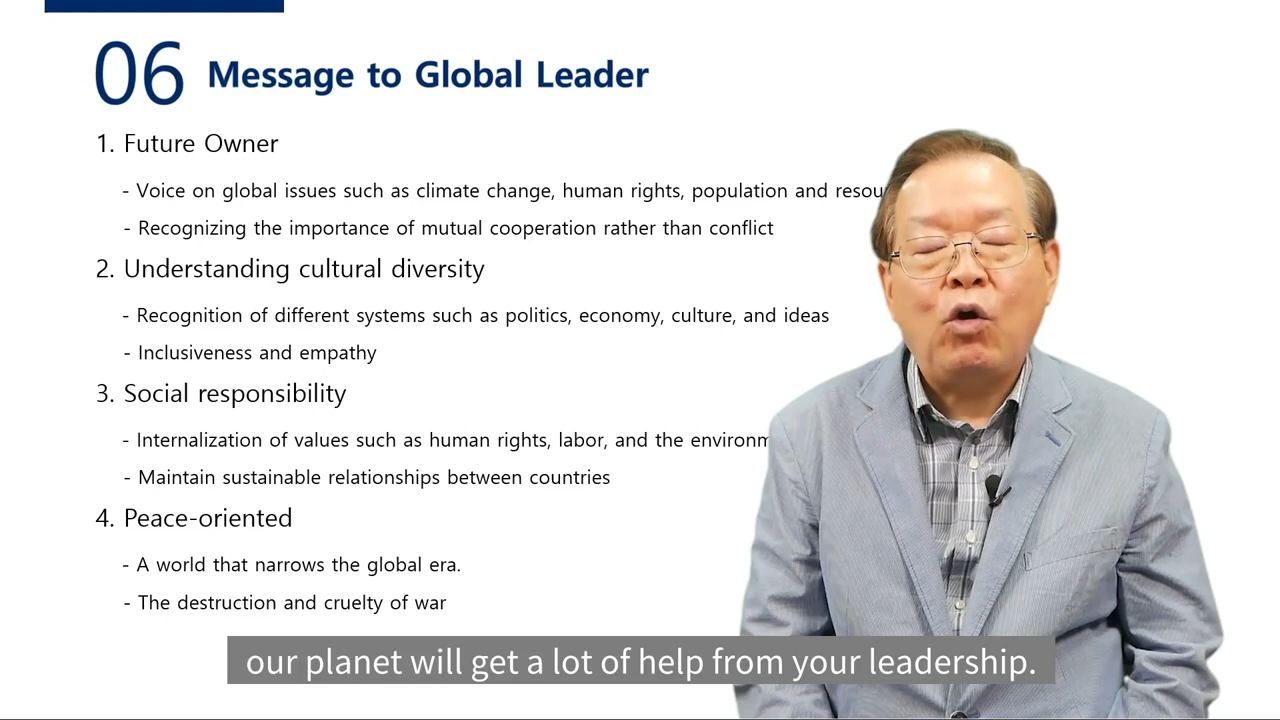 06 Message to Global Leader
1. Future Owner
- Voice on global issues such as climate change, human rights, population and
- Recognizing the importance of mutual cooperation rather than conflict
2. Understanding cultural diversity
- Recognition of different systems such as politics, economy, culture, and ideas
- Inclusiveness and empathy
3. Social responsibility
- Internalization of values such as human rights, labor, and the
- Maintain sustainable relationships between countries
4. Peace-oriented
- A world that narrows the global era.
- The destruction and cruelty of war
our planet will get a lot of help from your leadership.